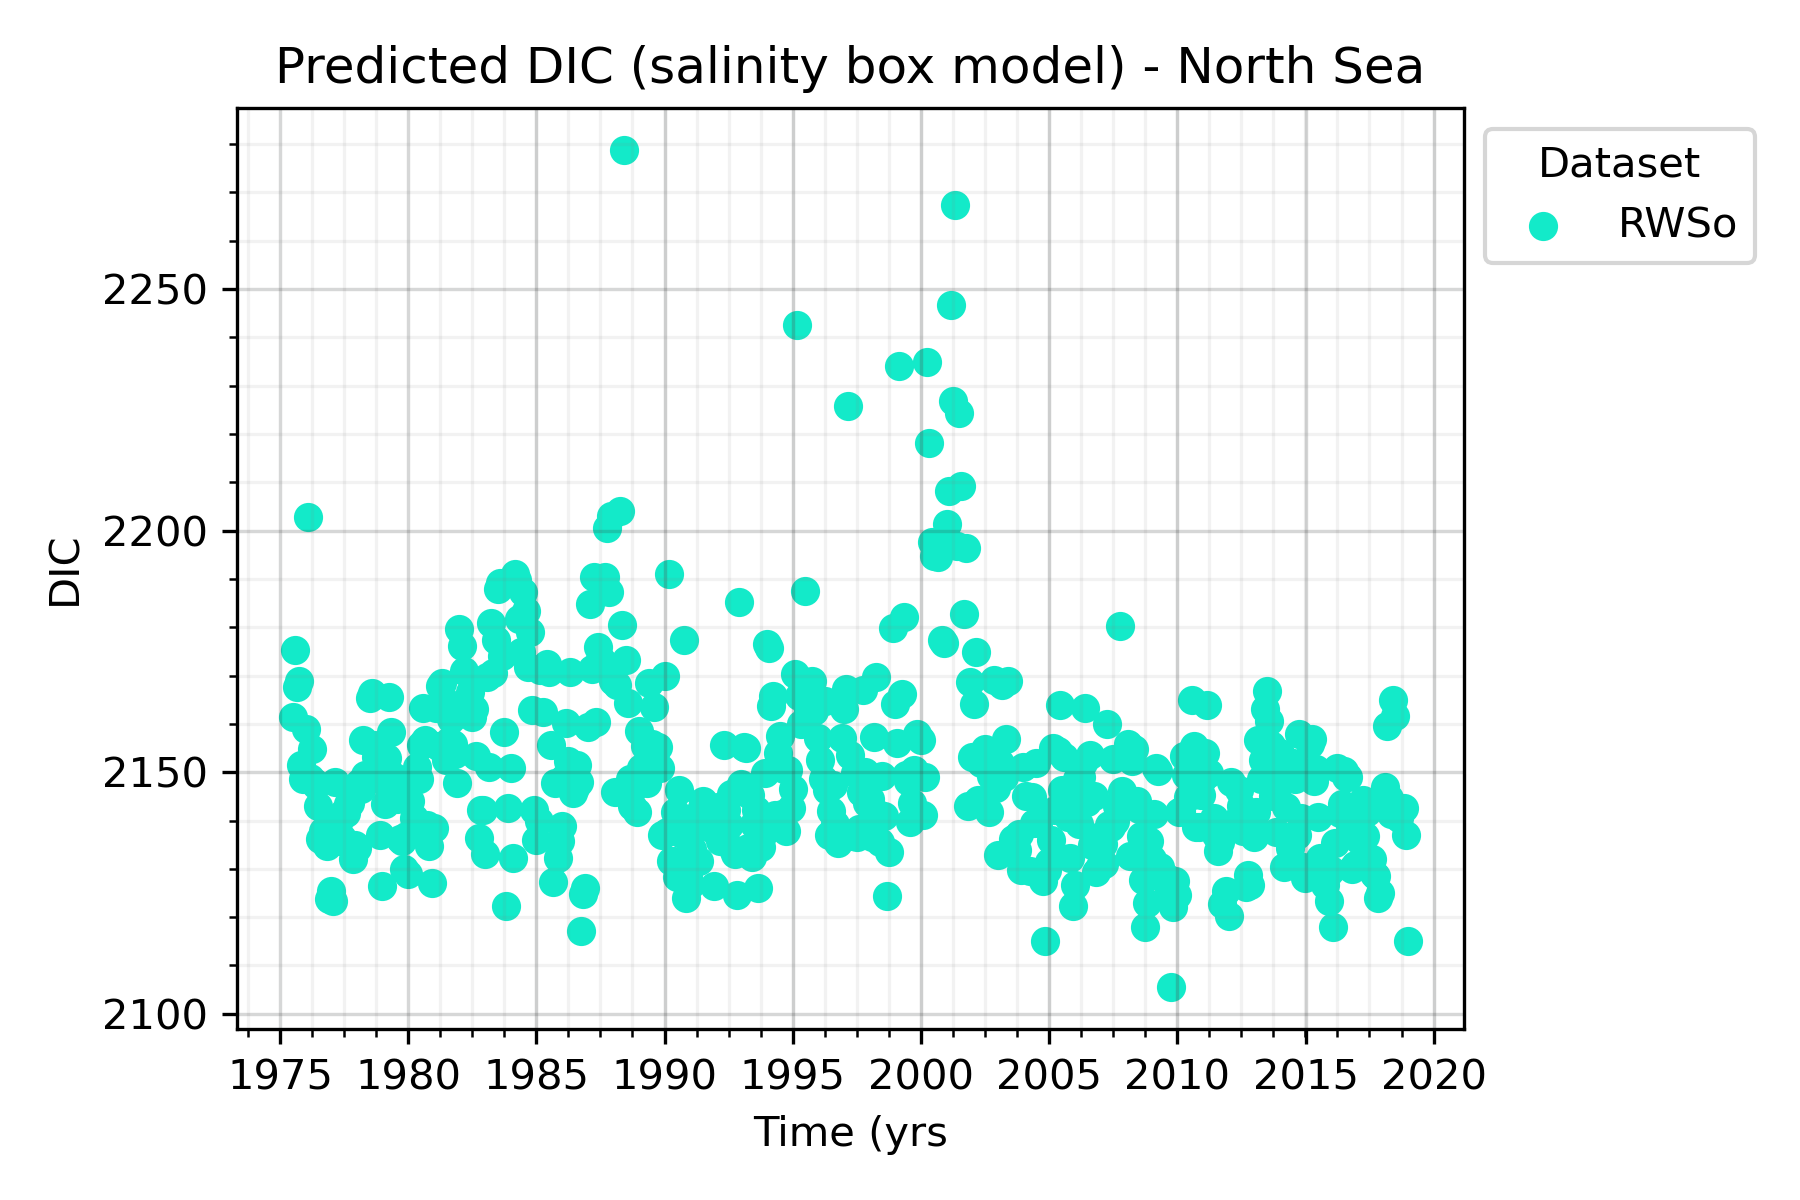 Predicted DIC (salinity box model) - North Sea
Dataset
RWSo
DIC
2250
2200
2150
2100
1975 1980 1985 1990 1995 2000 2005 2010 2015 2020
Time (yrs